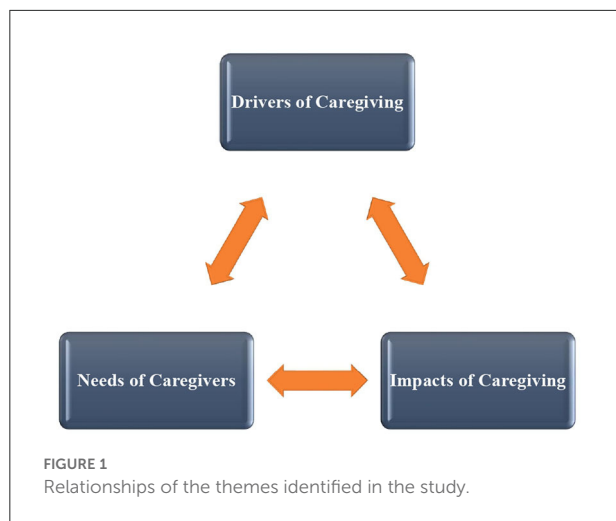 Drivers of Caregiving
Needs of Caregivers
Impacts of Caregiving
FIGURE 1
Relationships of the themes identified in the study.